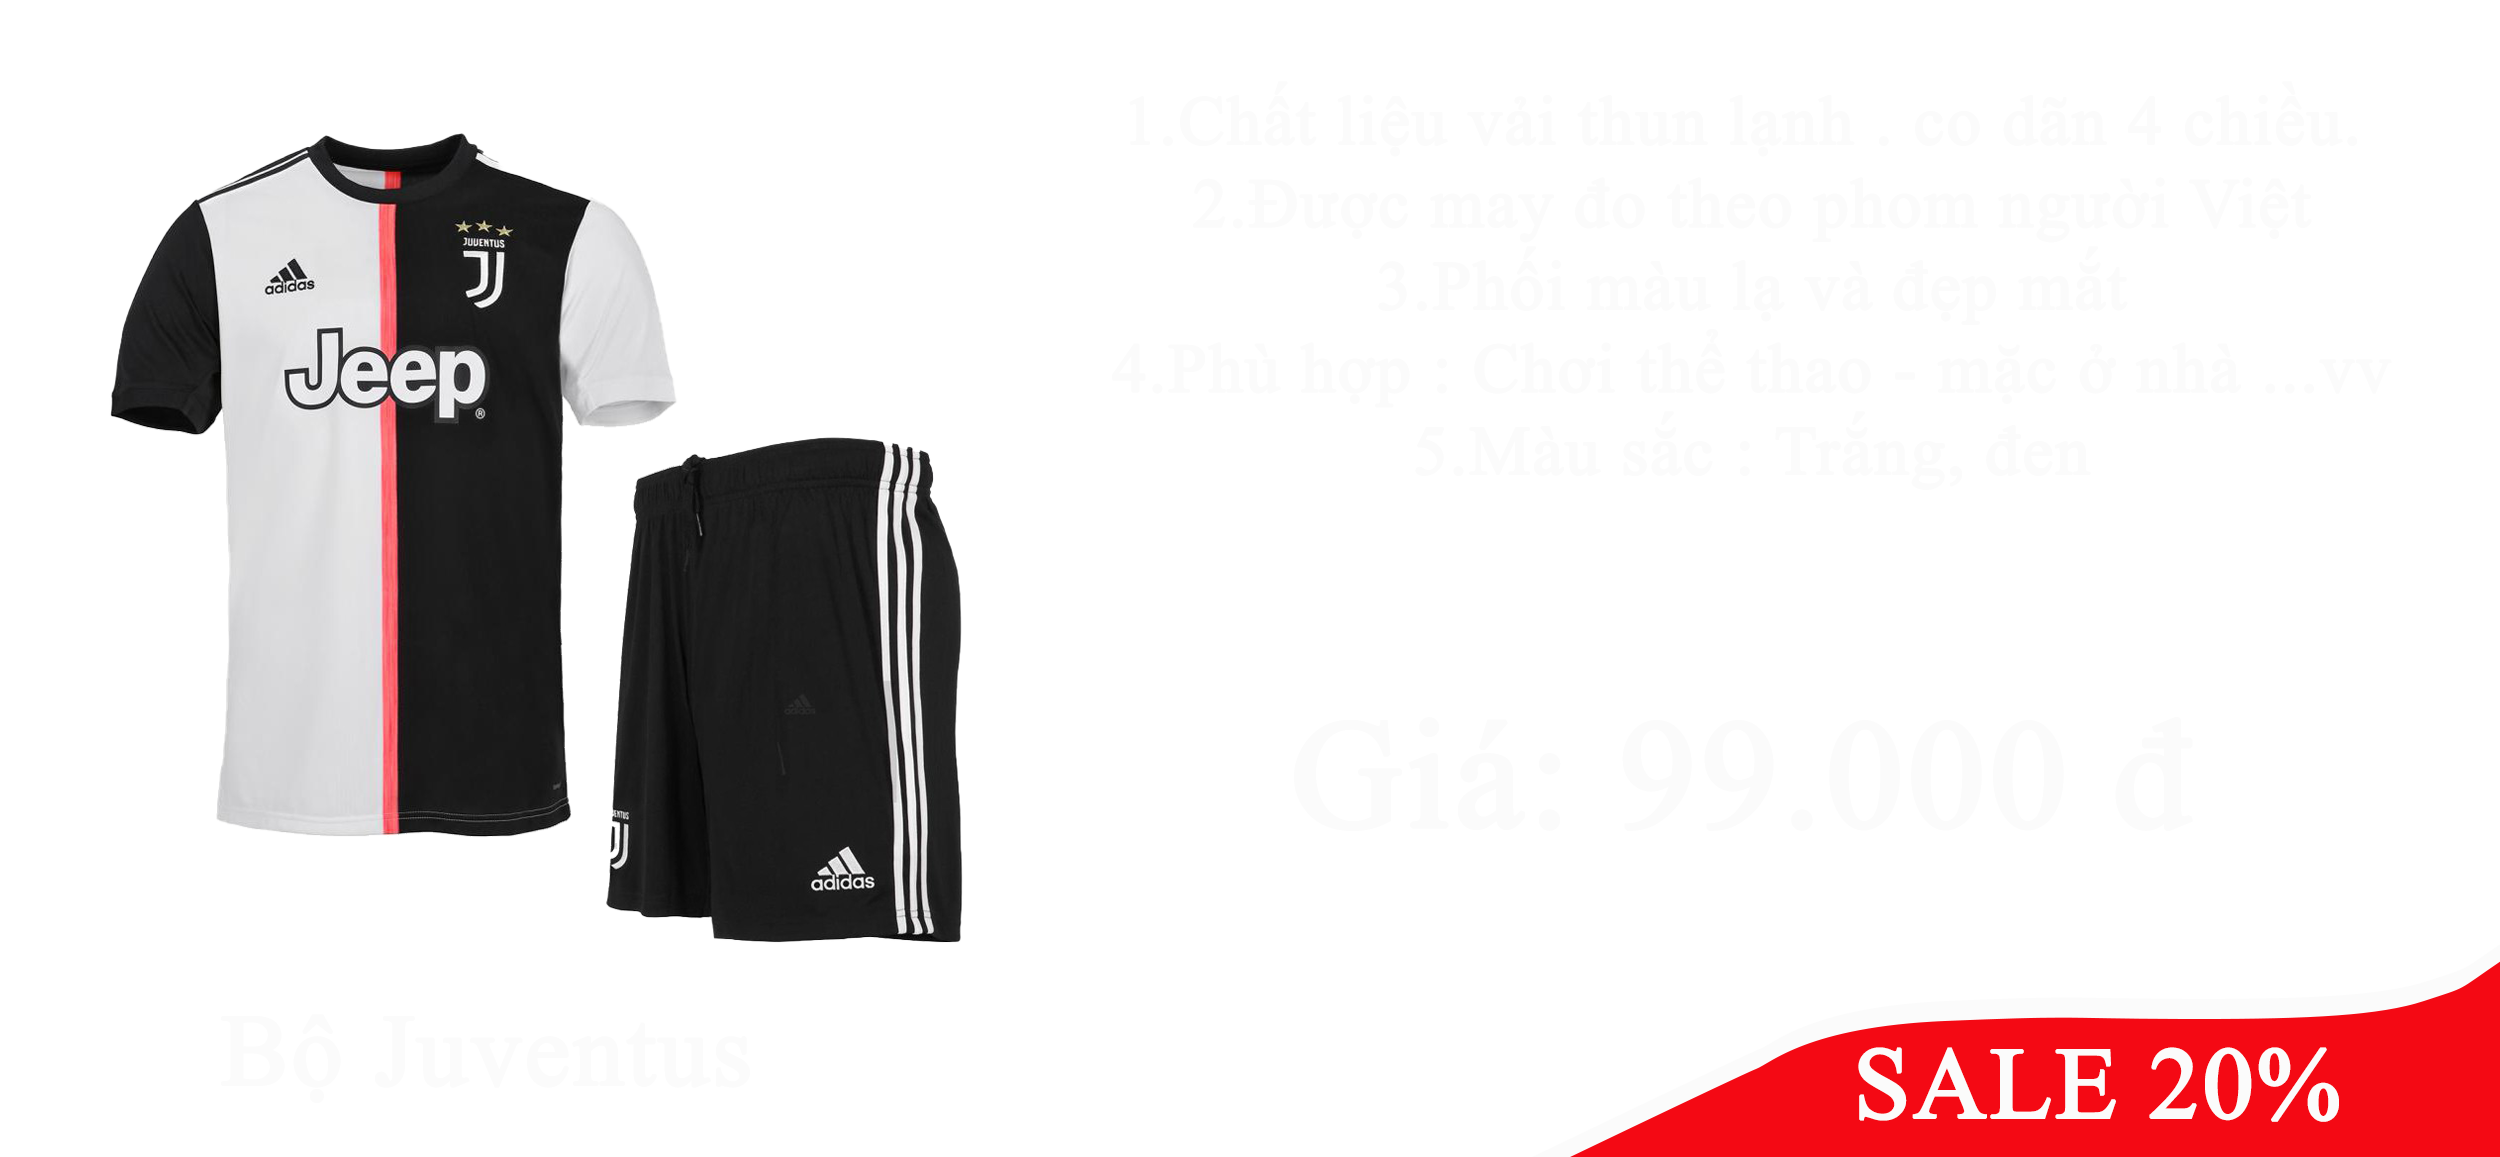 1.Chất liệu vải thun lạnh . co dãn 4 chiều.
2.Được may đo theo phom người Việt
3.Phối màu lạ và đẹp mắt
4.Phù hợp : Chơi thể thao - mặc ở nhà ...vv
5.Màu sắc : Trắng, đen
JUVENTUS
adidas
Jeep
®
Giá: 99.000 đ
adidas
ENTUS
adidas
Bộ Juventus
SALE 20%